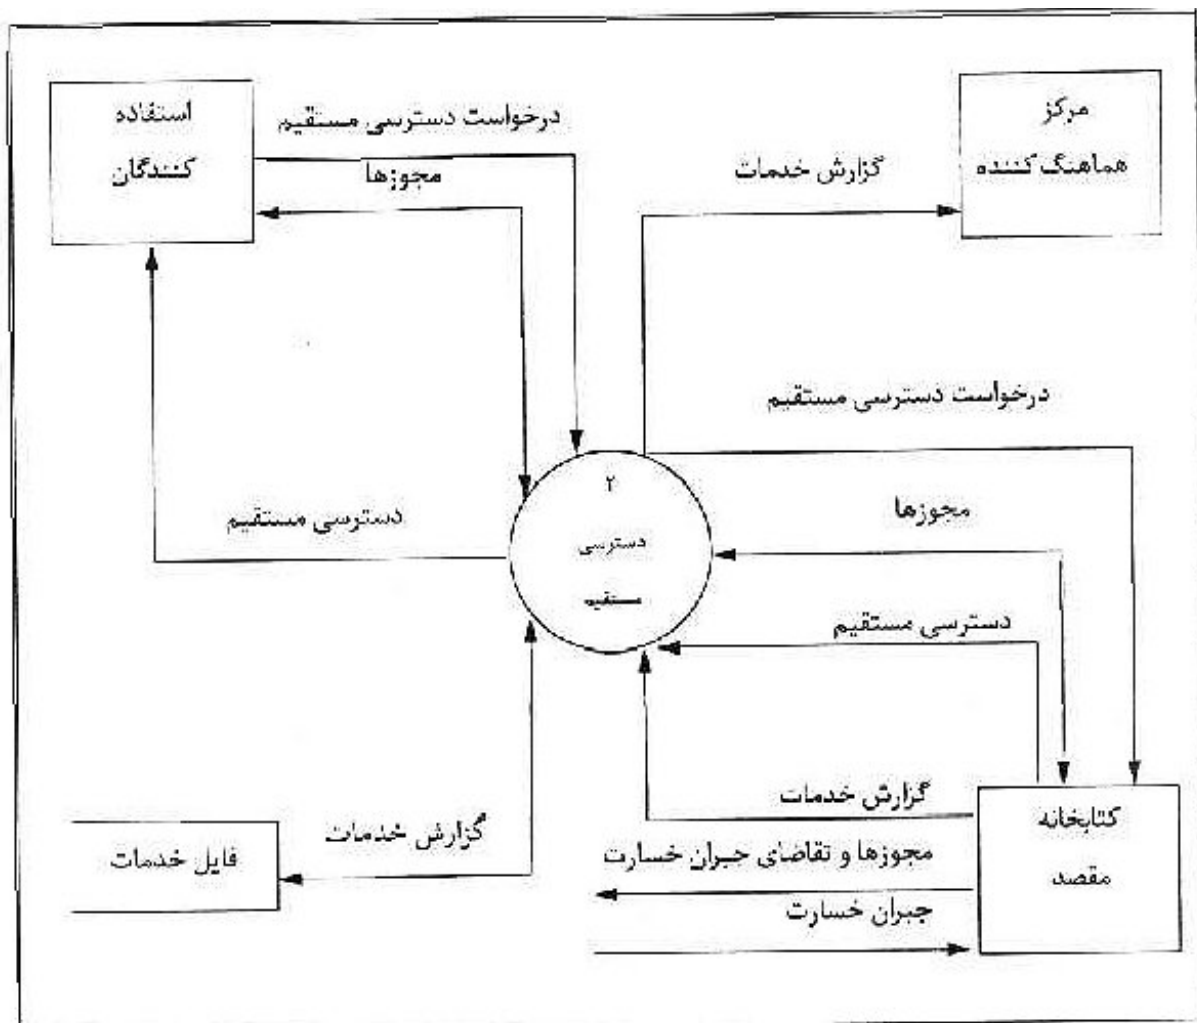 استفاده
کنندگان
درخواست دسترسی مستقیم
مجوزها
مرکز
هماهنگ کننده
گزارش خدمات
درخواست دسترسی مستقیم
مجوزها
دسترسی مستقیم
۲
دسترسی
مستقیم
دسترسی مستقیم
گزارش خدمات
فایل خدمات
گزارش خدمات
مجوزها و تقاضای جبران خسارت
جبران خسارت
کتابخانه
مقصد